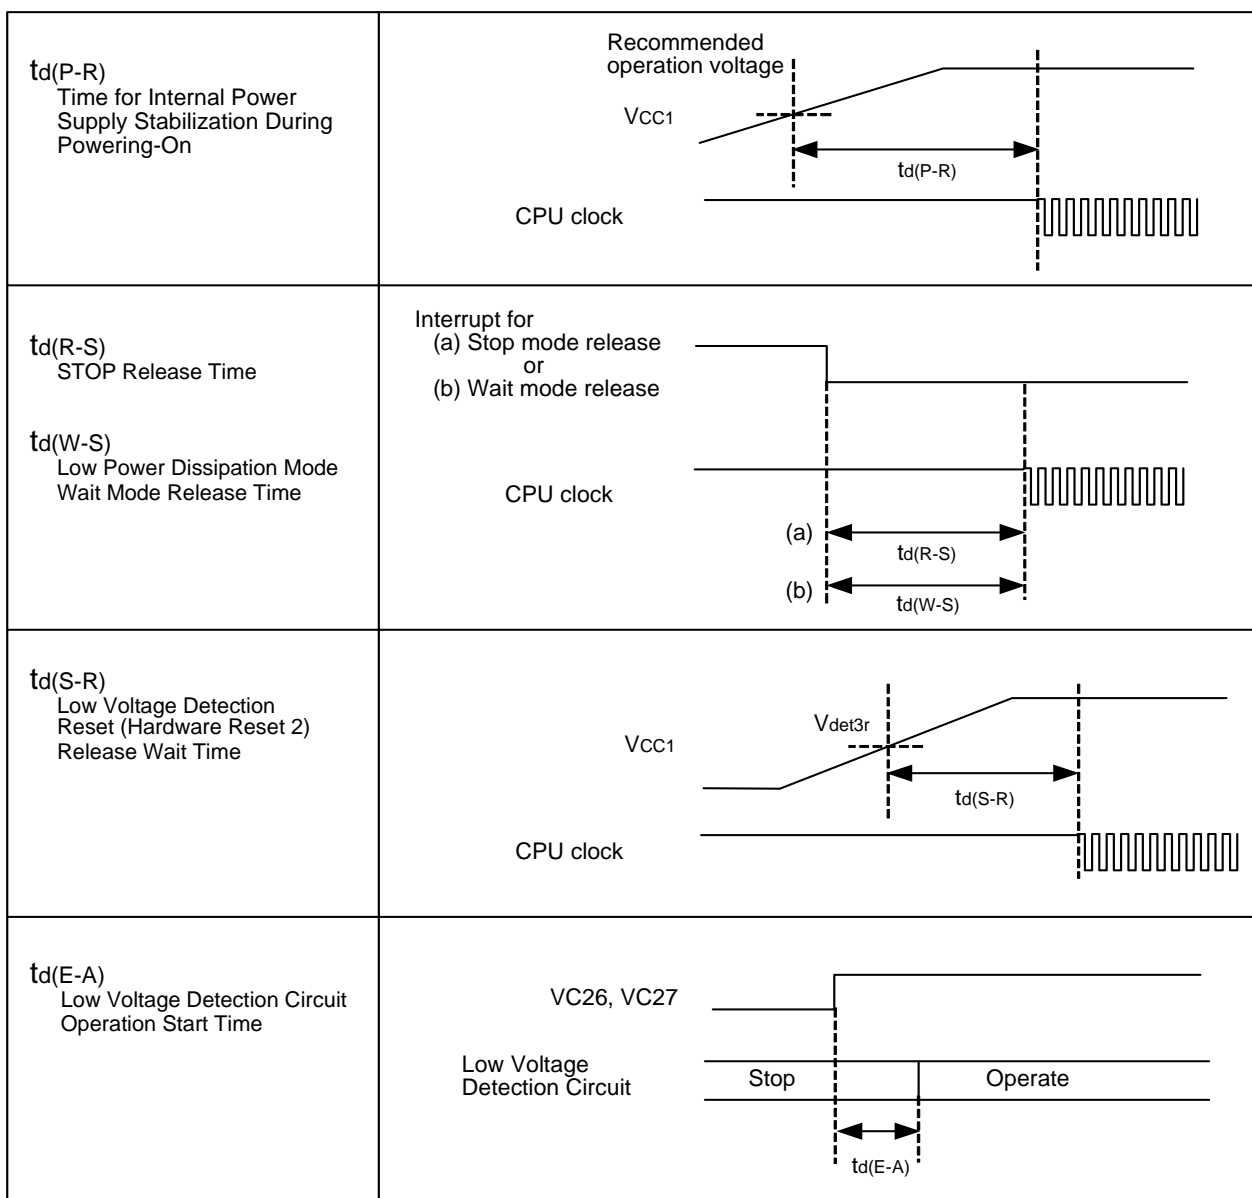 td(P-R)
Time for Internal Power
Supply Stabilization During
Powering-On
Recommended
operation voltage
VCC1
td(P-R)
CPU clock
td(R-S)
STOP Release Time
td(W-S)
Low Power Dissipation Mode
Wait Mode Release Time
Interrupt for
(a) Stop mode release
or
(b) Wait mode release
CPU clock
(a)
td(R-S)
(b)
td(W-S)
td(S-R)
Low Voltage Detection
Reset (Hardware Reset 2)
Release Wait Time
Vdet3r
VCC1
td(S-R)
CPU clock
td(E-A)
Low Voltage Detection Circuit
Operation Start Time
VC26, VC27
Low Voltage
Detection Circuit
Stop
Operate
td(E-A)